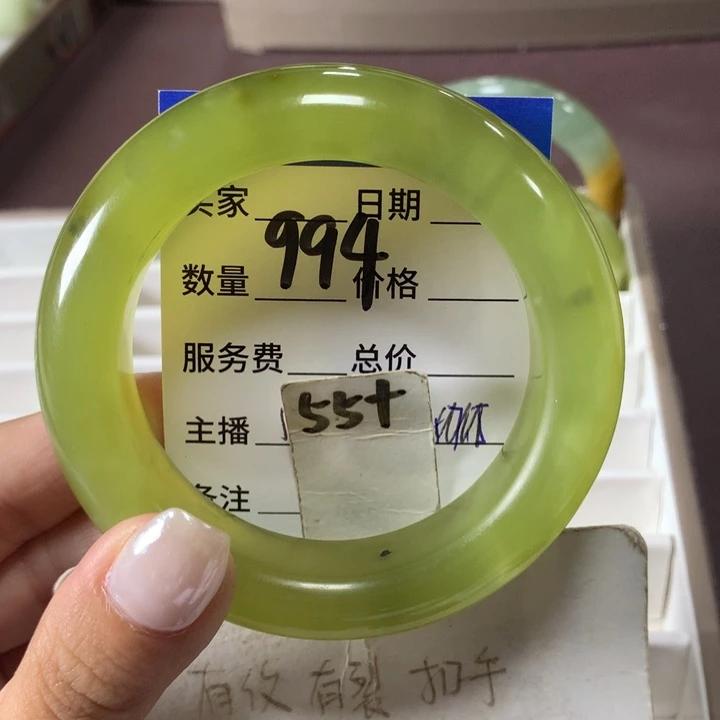 买家 日期
994
数量 价格
服务费 总价
55+
主播
备注
有纹 有裂 扣手